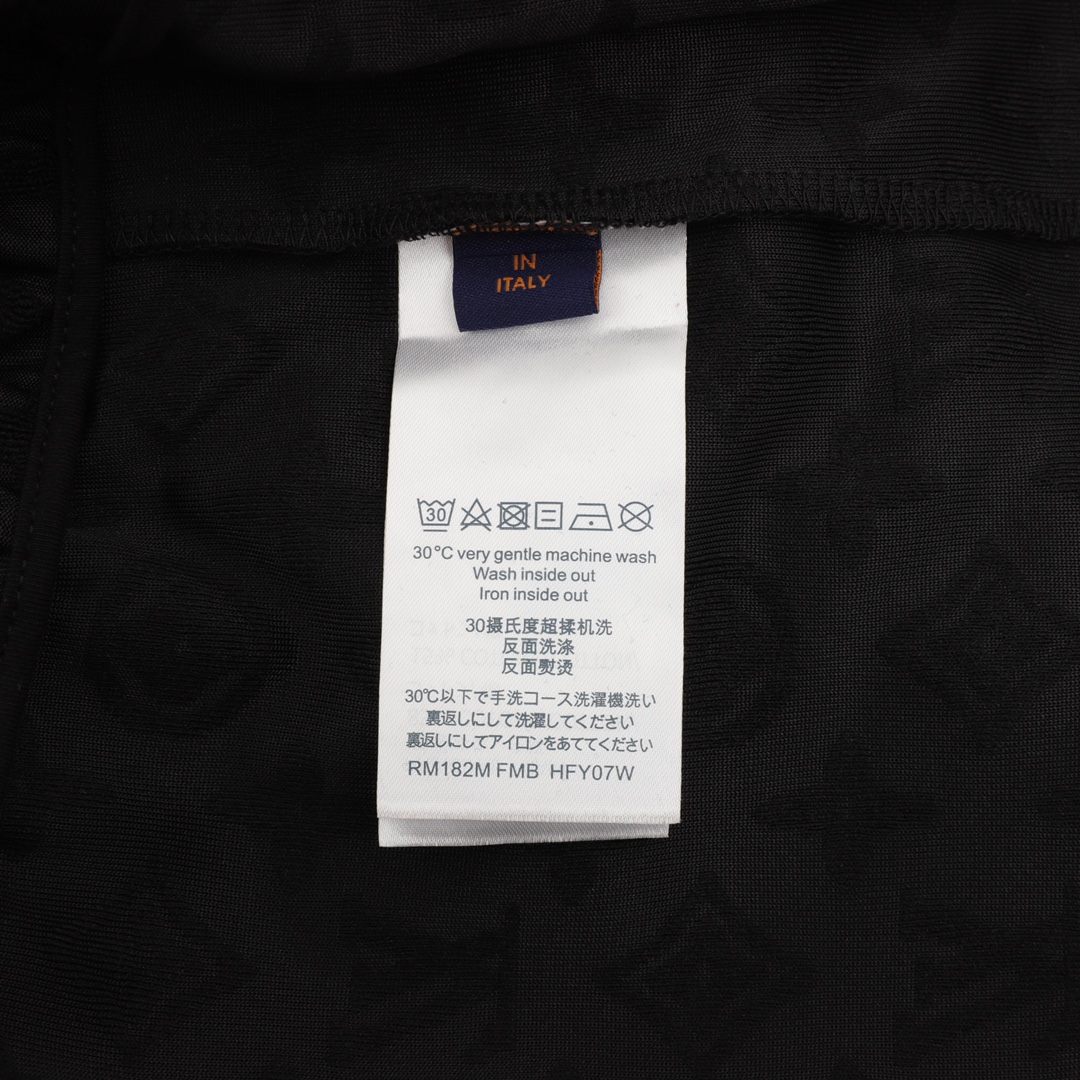 IN
ITALY
30
30°C very gentle machine wash
Wash inside out
Iron inside out
30摄氏度超揉机洗
反面洗涤
反面熨烫
30℃以下で手洗コース洗濯機洗い
裏返しにして洗濯してください
裏返しにしてアイロンをあててください
RM182M FMB HFY07W